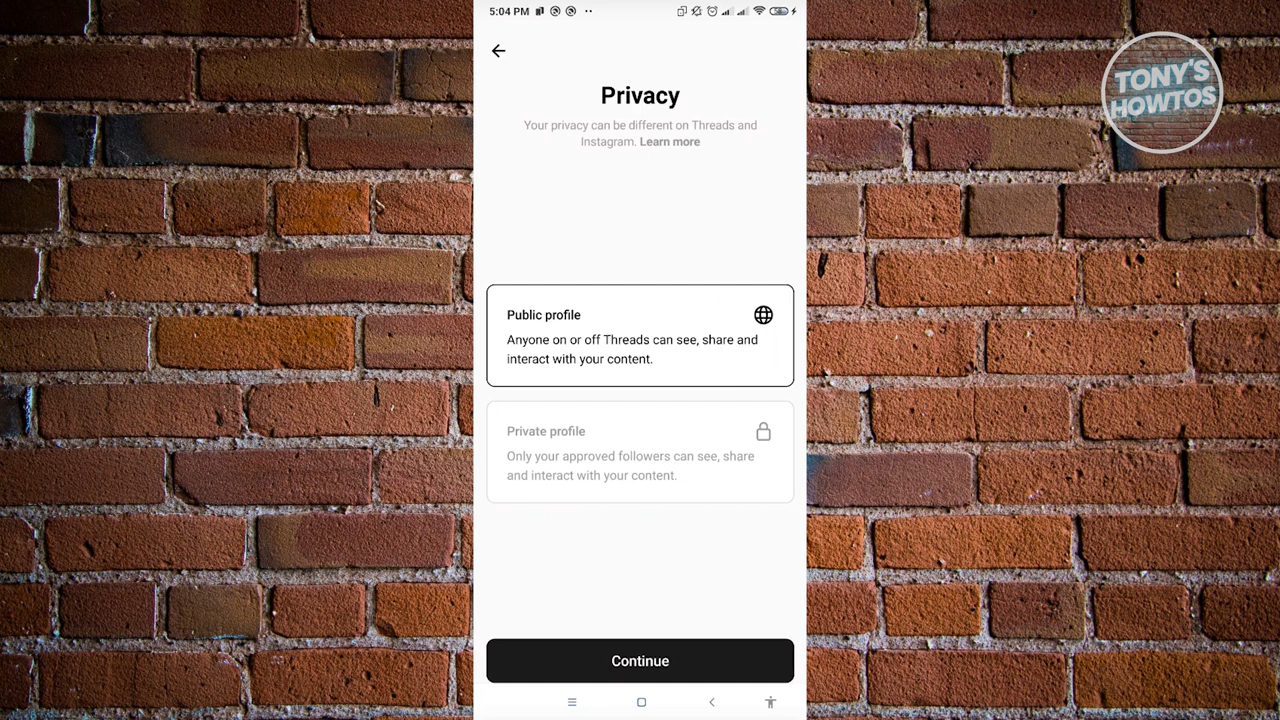 5:04 PM
TONY'S
HOWTOS
Privacy
Your privacy can be different on Threads and
Instagram. Learn more
Public profile
Anyone on or off Threads can see, share and
interact with your content.
Private profile
Only your approved followers can see, share
and interact with your content.
Continue